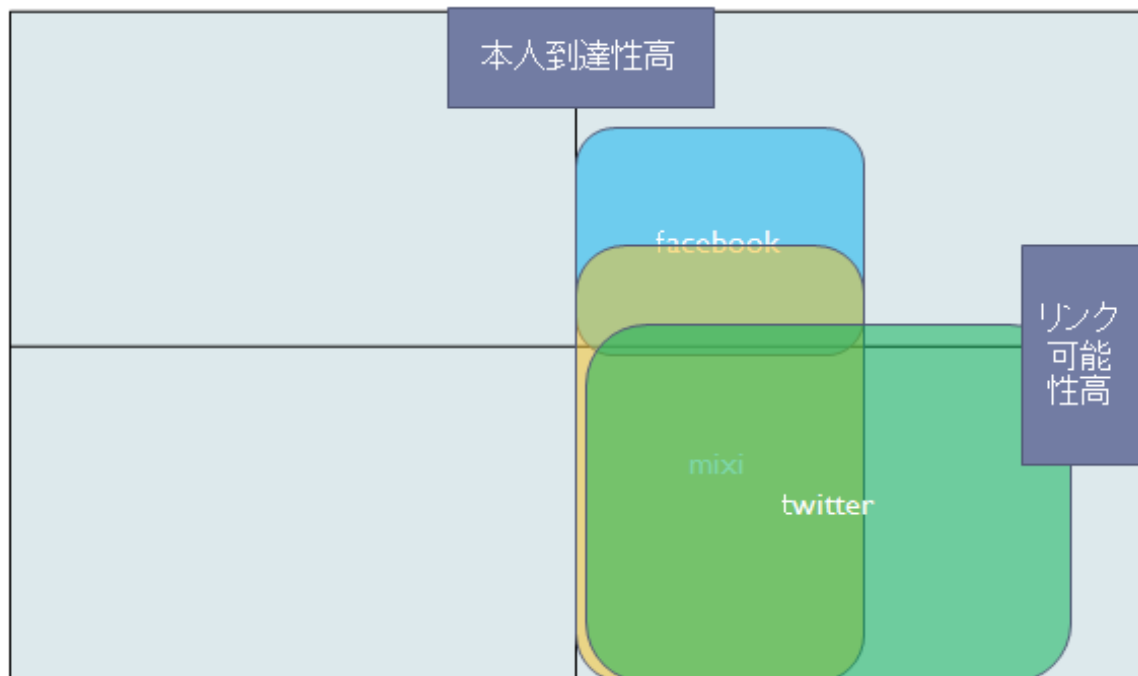 本人到達性高
facebook
リンク
可能
性高
mixi
twitter